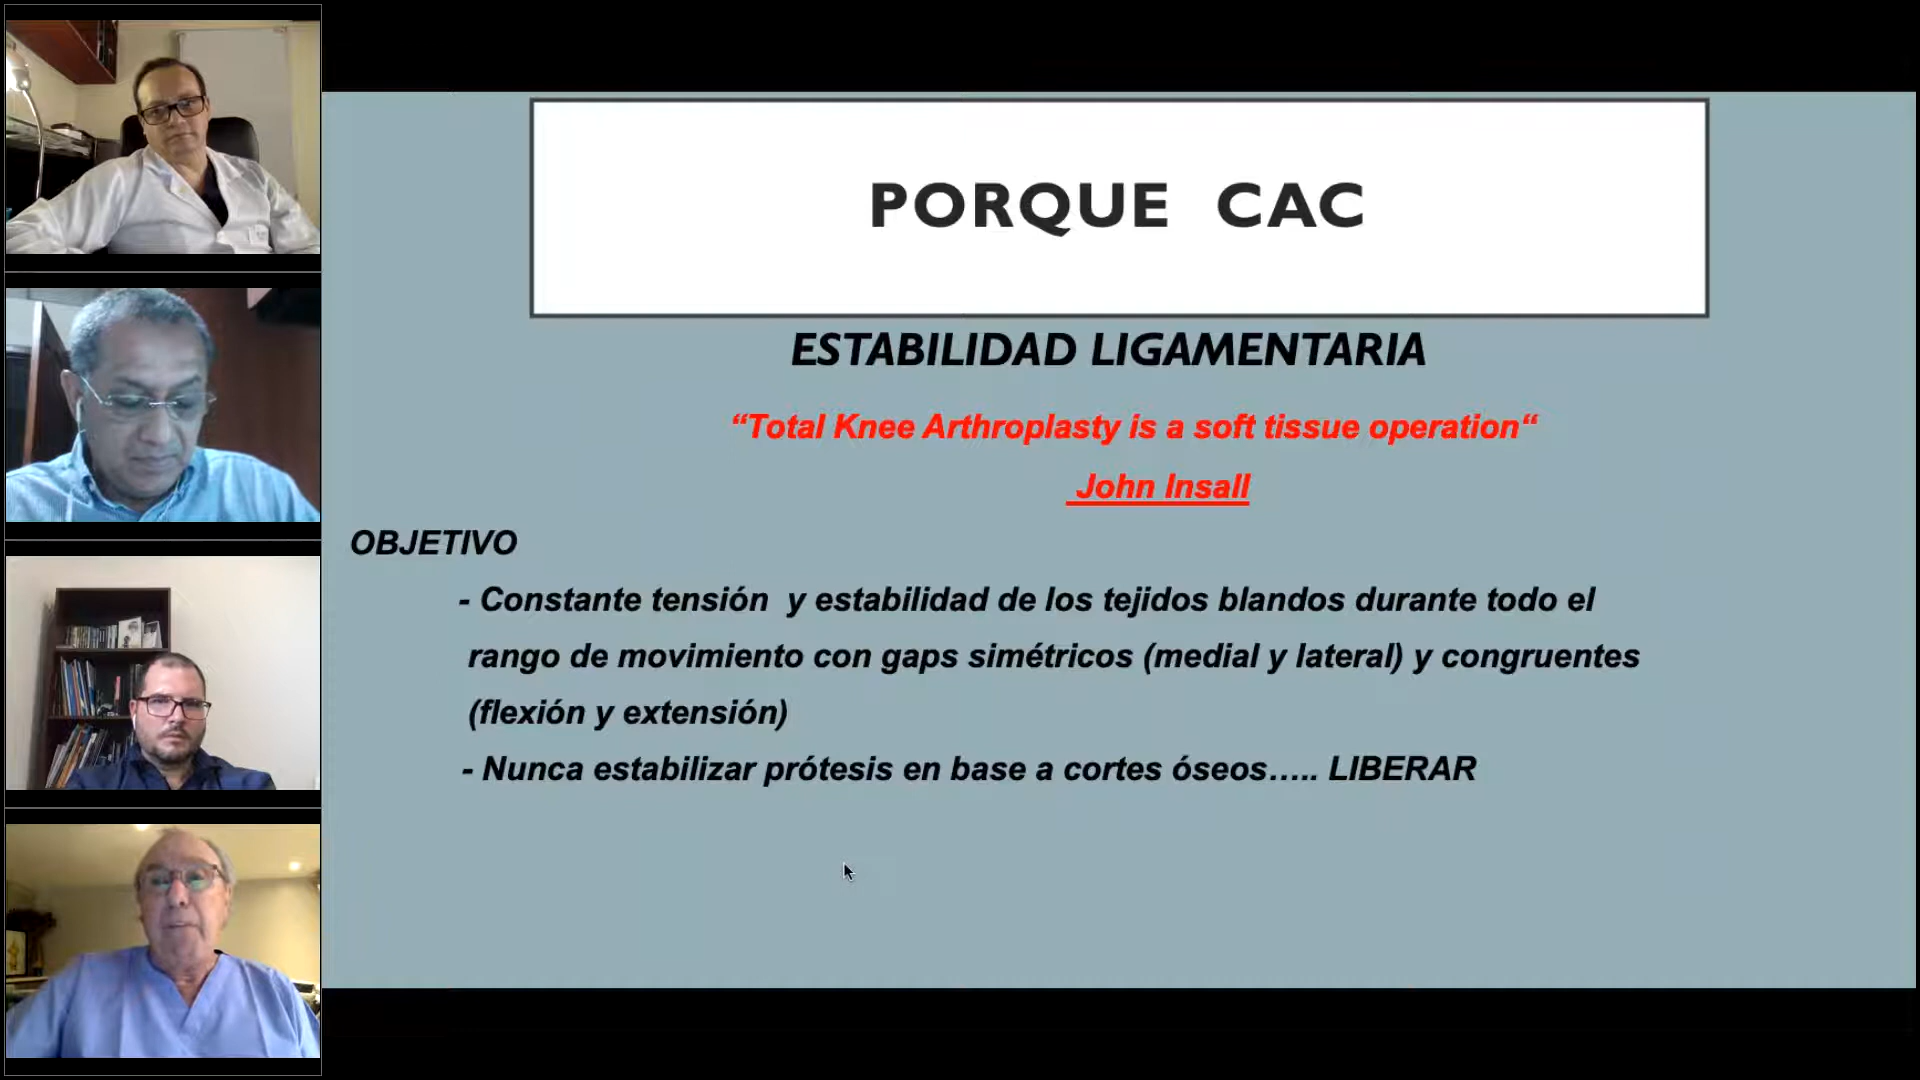 PORQUE CAC
ESTABILIDAD LIGAMENTARIA
“Total Knee Arthroplasty is a soft tissue operation“
John Insall
OBJETIVO
- Constante tensión y estabilidad de los tejidos blandos durante todo el
rango de movimiento con gaps simétricos (medial y lateral) y congruentes
(flexión y extensión)
- Nunca estabilizar prótesis en base a cortes óseos….. LIBERAR